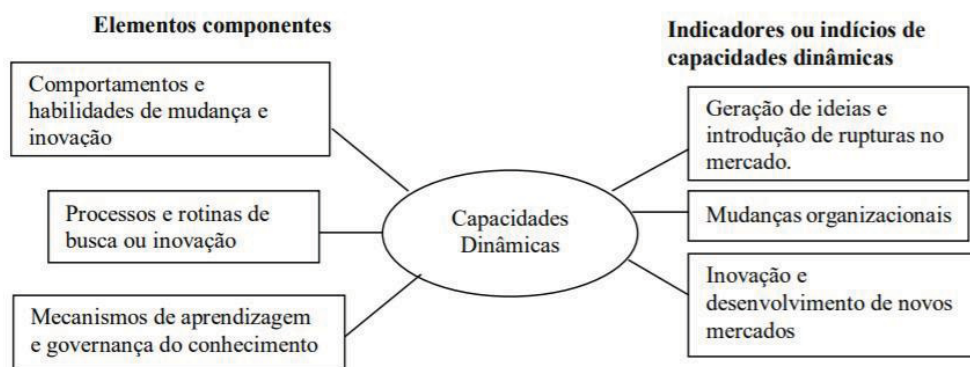 Elementos componentes
Comportamentos e
habilidades de mudança e
inovação
Processos e rotinas de
busca ou inovação
Mecanismos de aprendizagem
e governança do conhecimento
Capacidades
Dinâmicas
Indicadores ou indícios de
capacidades dinâmicas
Geração de ideias e
introdução de rupturas no
mercado.
Mudanças organizacionais
Inovação e
desenvolvimento de novos
mercados